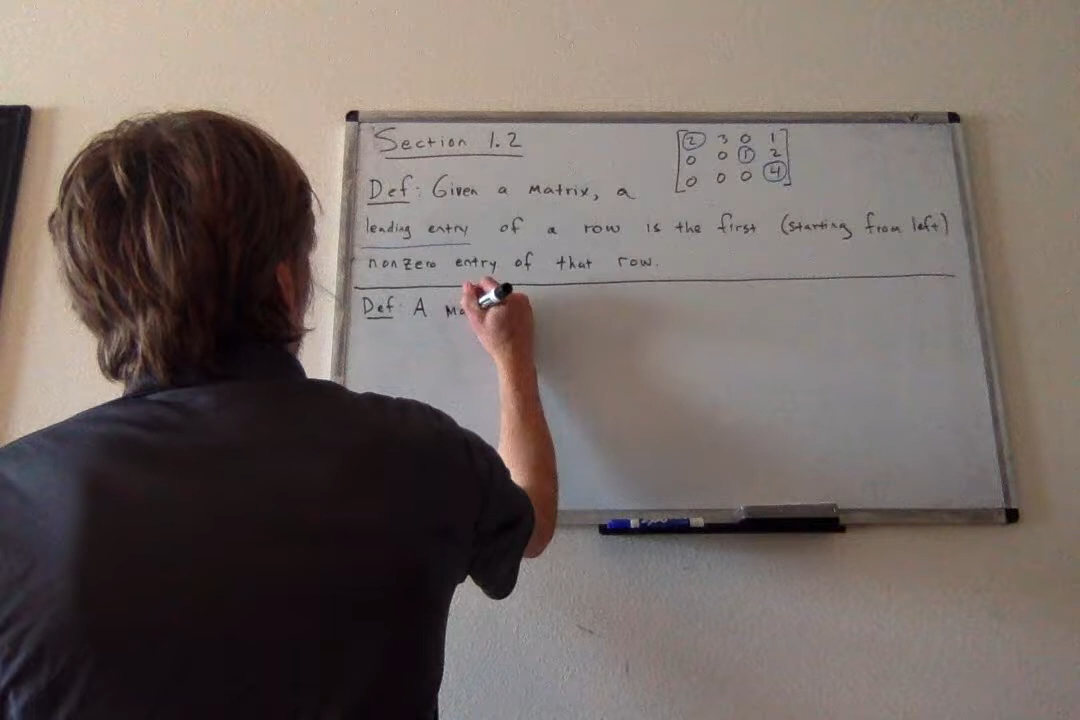 Section 1.2
2 3 0 1
0 0 1 2
0 0 0 4
Def: Given a matrix, a
leading entry of a row is the first (starting from left)
nonzero entry of that row.
Def: A ma